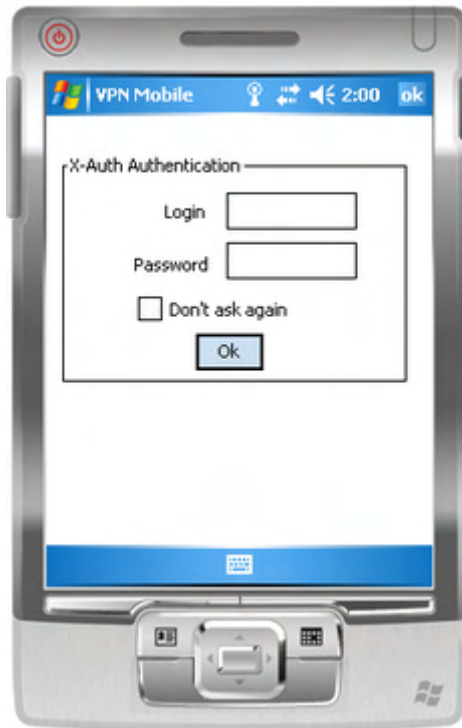 VPN Mobile 2:00 ok
X-Auth Authentication
Login
Password
Don't ask again
Ok